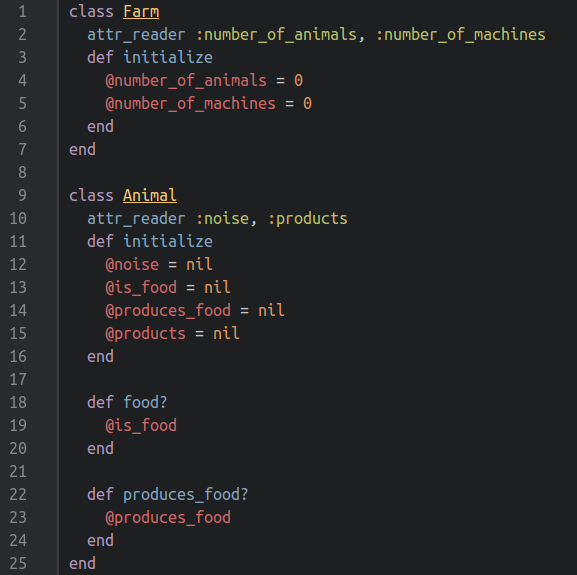 1 class Farm
2   attr_reader :number_of_animals, :number_of_machines
3   def initialize
4     @number_of_animals = 0
5     @number_of_machines = 0
6   end
7 end
8
9 class Animal
10   attr_reader :noise, :products
11   def initialize
12     @noise = nil
13     @is_food = nil
14     @produces_food = nil
15     @products = nil
16   end
17
18   def food?
19     @is_food
20   end
21
22   def produces_food?
23     @produces_food
24   end
25 end